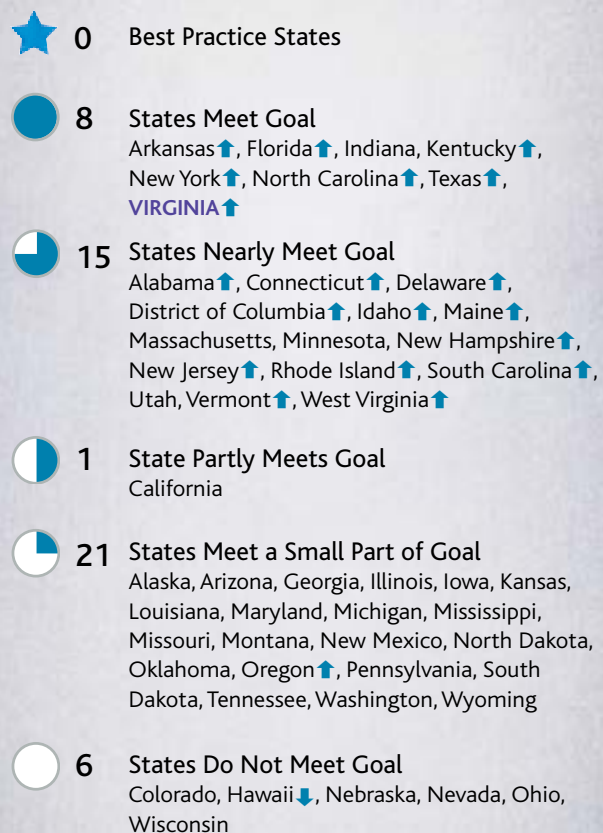 0 Best Practice States
8 States Meet Goal
Arkansas⬆, Florida⬆, Indiana, Kentucky⬆,
New York⬆, North Carolina⬆, Texas⬆,
VIRGINIA⬆
15 States Nearly Meet Goal
Alabama⬆, Connecticut⬆, Delaware⬆,
District of Columbia⬆, Idaho⬆, Maine⬆,
Massachusetts, Minnesota, New Hampshire⬆,
New Jersey⬆, Rhode Island⬆, South Carolina⬆,
Utah, Vermont⬆, West Virginia⬆
1 State Partly Meets Goal
California
21 States Meet a Small Part of Goal
Alaska, Arizona, Georgia, Illinois, Iowa, Kansas,
Louisiana, Maryland, Michigan, Mississippi,
Missouri, Montana, New Mexico, North Dakota,
Oklahoma, Oregon⬆, Pennsylvania, South
Dakota, Tennessee, Washington, Wyoming
6 States Do Not Meet Goal
Colorado, Hawaii⬇, Nebraska, Nevada, Ohio,
Wisconsin